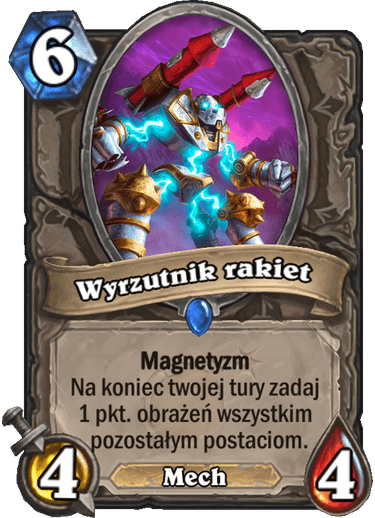 6
Wyrzutnik rakiet
Magnetyzm
Na koniec twojej tury zadaj
1 pkt. obrażeń wszystkim
pozostałym postaciom.
4
Mech
4